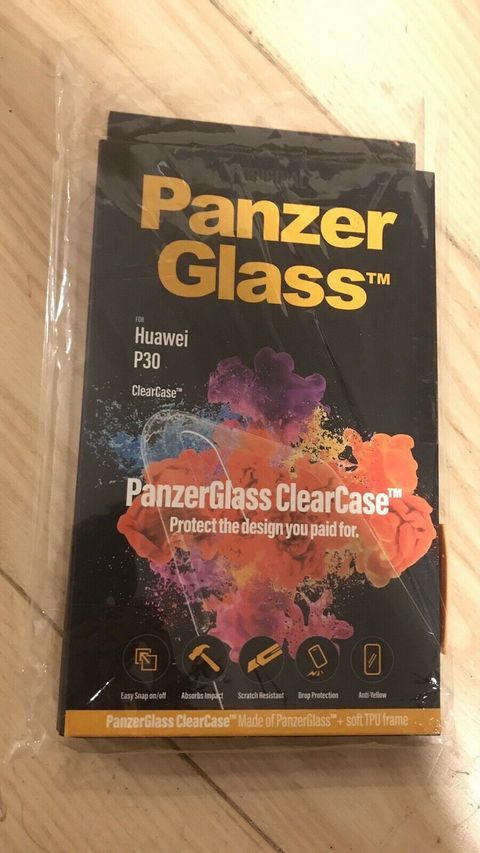 ORIGINAL
Panzer
Glass™
FOR
Huawei
P30
ClearCase™
PanzerGlass ClearCase™
Protect the design you paid for.
Easy Snap on/off
Absorbs Impact
Scratch Resistant
Drop Protection
Anti-Yellow
PanzerGlass ClearCase™ Made of PanzerGlass™ + soft TPU frame